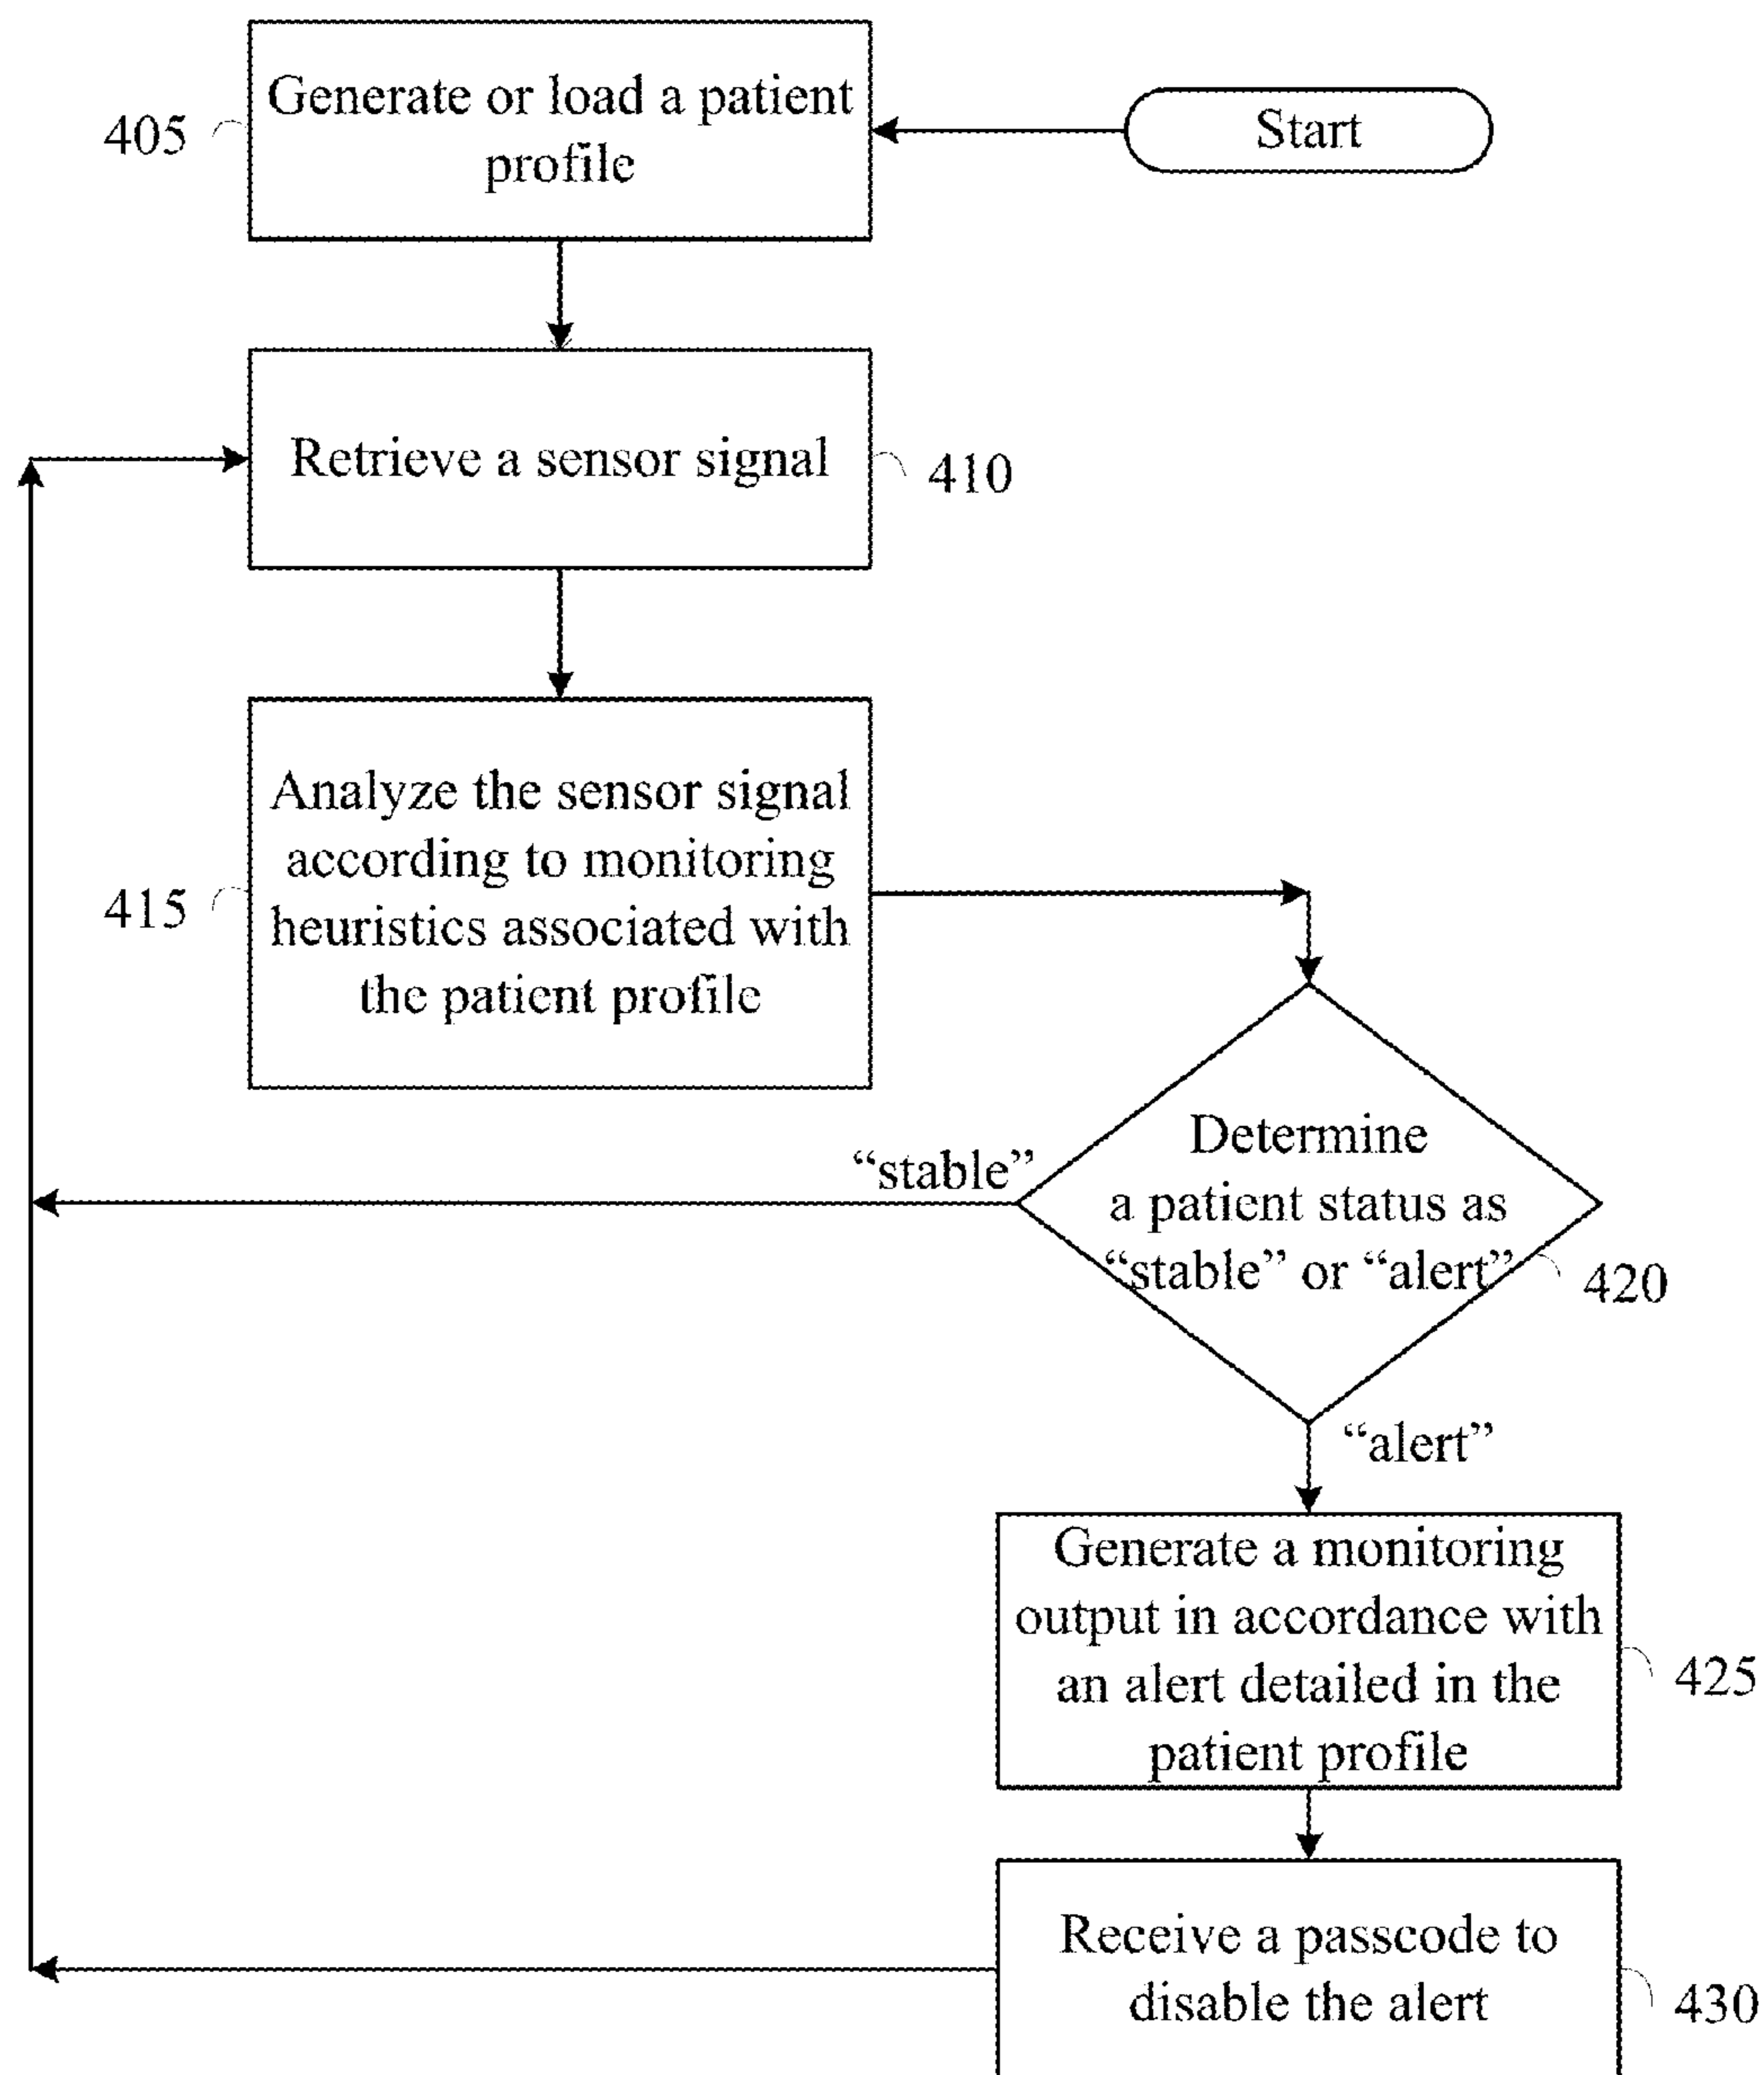 Start
405
Generate or load a patient
profile
Retrieve a sensor signal
410
415
Analyze the sensor signal
according to monitoring
heuristics associated with
the patient profile
Determine
a patient status as
“stable” or “alert”
420
“stable”
“alert”
Generate a monitoring
output in accordance with
an alert detailed in the
patient profile
425
Receive a passcode to
disable the alert
430